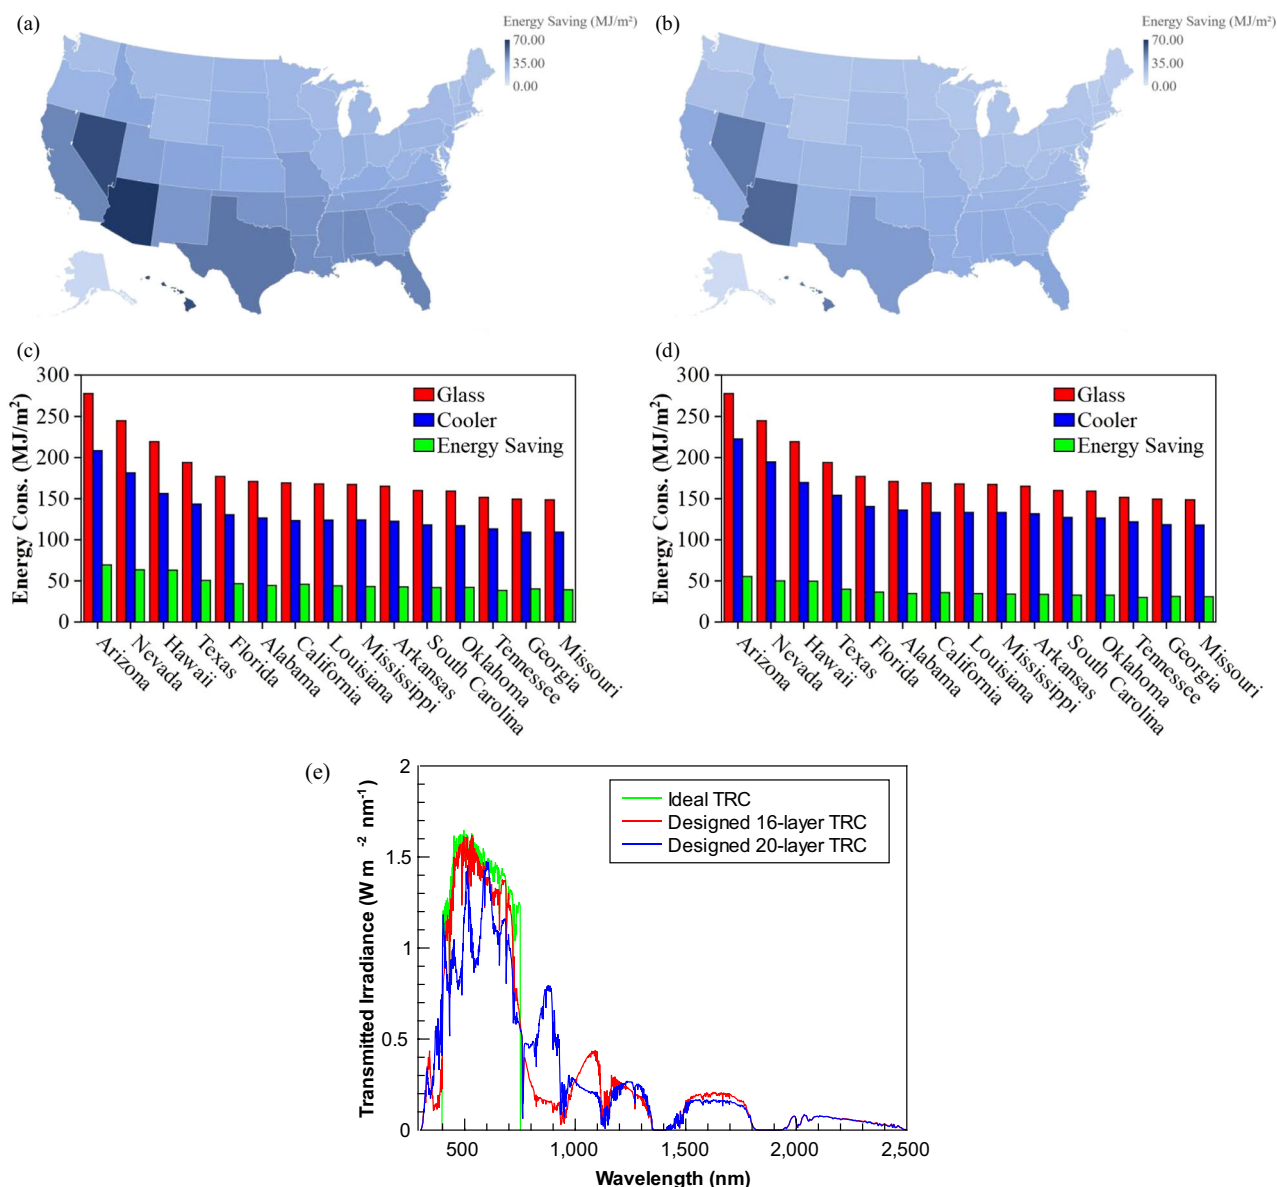 (a)
Energy Saving (MJ/m²)
70.00
35.00
0.00
(b)
Energy Saving (MJ/m²)
70.00
35.00
0.00
(c)
300
250
200
150
100
50
0
Energy Cons. (MJ/m²)
Glass
Cooler
Energy Saving
Arizona
Nevada
Hawaii
Texas
Florida
Alabama
California
Louisiana
Mississippi
Arkansas
South Carolina
Oklahoma
Tennessee
Georgia
Missouri
(d)
300
250
200
150
100
50
0
Energy Cons. (MJ/m²)
Glass
Cooler
Energy Saving
Arizona
Nevada
Hawaii
Texas
Florida
Alabama
California
Louisiana
Mississippi
Arkansas
South Carolina
Oklahoma
Tennessee
Georgia
Missouri
(e)
2
1.5
1
0.5
0
Transmitted Irradiance (W m -2 nm-1)
Ideal TRC
Designed 16-layer TRC
Designed 20-layer TRC
500
1,000
1,500
2,000
2,500
Wavelength (nm)